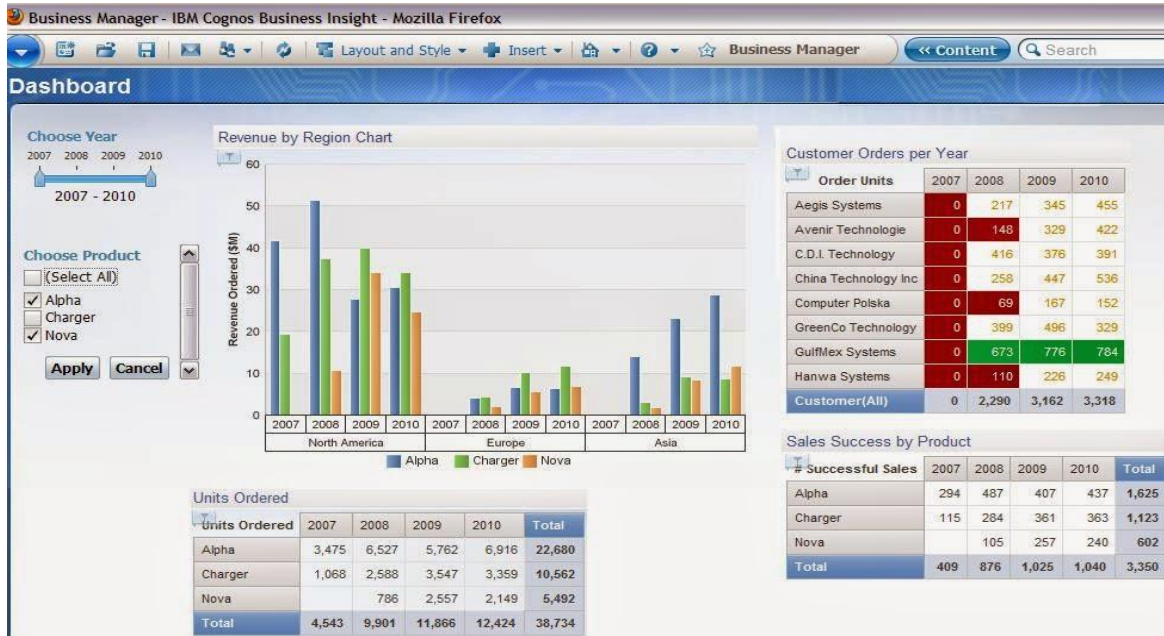 Business Manager - IBM Cognos Business Insight - Mozilla Firefox
Layout and Style Insert Business Manager << Content Search
Dashboard
Choose Year
2007 2008 2009 2010
2007 - 2010
Choose Product
(Select All)
Alpha
Charger
Nova
Apply Cancel
Revenue by Region Chart
Revenue Ordered ($M)
60
50
40
30
20
10
0
2007 2008 2009 2010 2007 2008 2009 2010 2007 2008 2009 2010
North America Europe Asia
Alpha Charger Nova
Customer Orders per Year
Order Units 2007 2008 2009 2010
Aegis Systems 0 217 345 455
Avenir Technologie 0 148 329 422
C.D.I. Technology 0 416 376 391
China Technology Inc 0 258 447 536
Computer Polska 0 69 167 152
GreenCo Technology 0 399 496 329
GulfMex Systems 0 673 776 784
Hanwa Systems 0 110 226 249
Customer(All) 0 2,290 3,162 3,318
Units Ordered
Units Ordered 2007 2008 2009 2010 Total
Alpha 3,475 6,527 5,762 6,916 22,680
Charger 1,068 2,588 3,547 3,359 10,562
Nova 786 2,557 2,149 5,492
Total 4,543 9,901 11,866 12,424 38,734
Sales Success by Product
# Successful Sales 2007 2008 2009 2010 Total
Alpha 294 487 407 437 1,625
Charger 115 284 361 363 1,123
Nova 105 257 240 602
Total 409 876 1,025 1,040 3,350